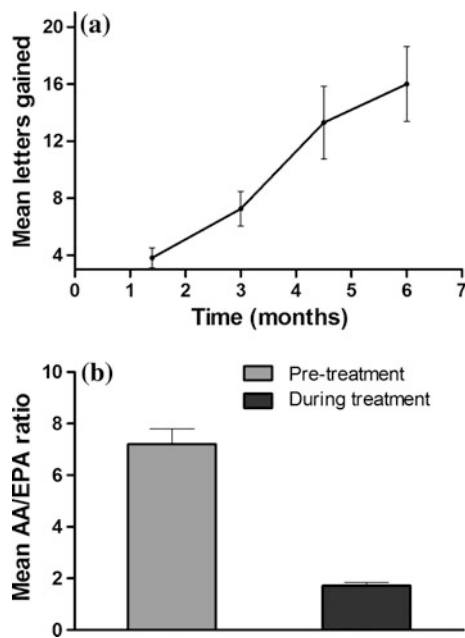 (a)
Mean letters gained
20
16
12
8
4
0 1 2 3 4 5 6 7
Time (months)
(b)
Mean AA/EPA ratio
10
8
6
4
2
0
Pre-treatment
During treatment